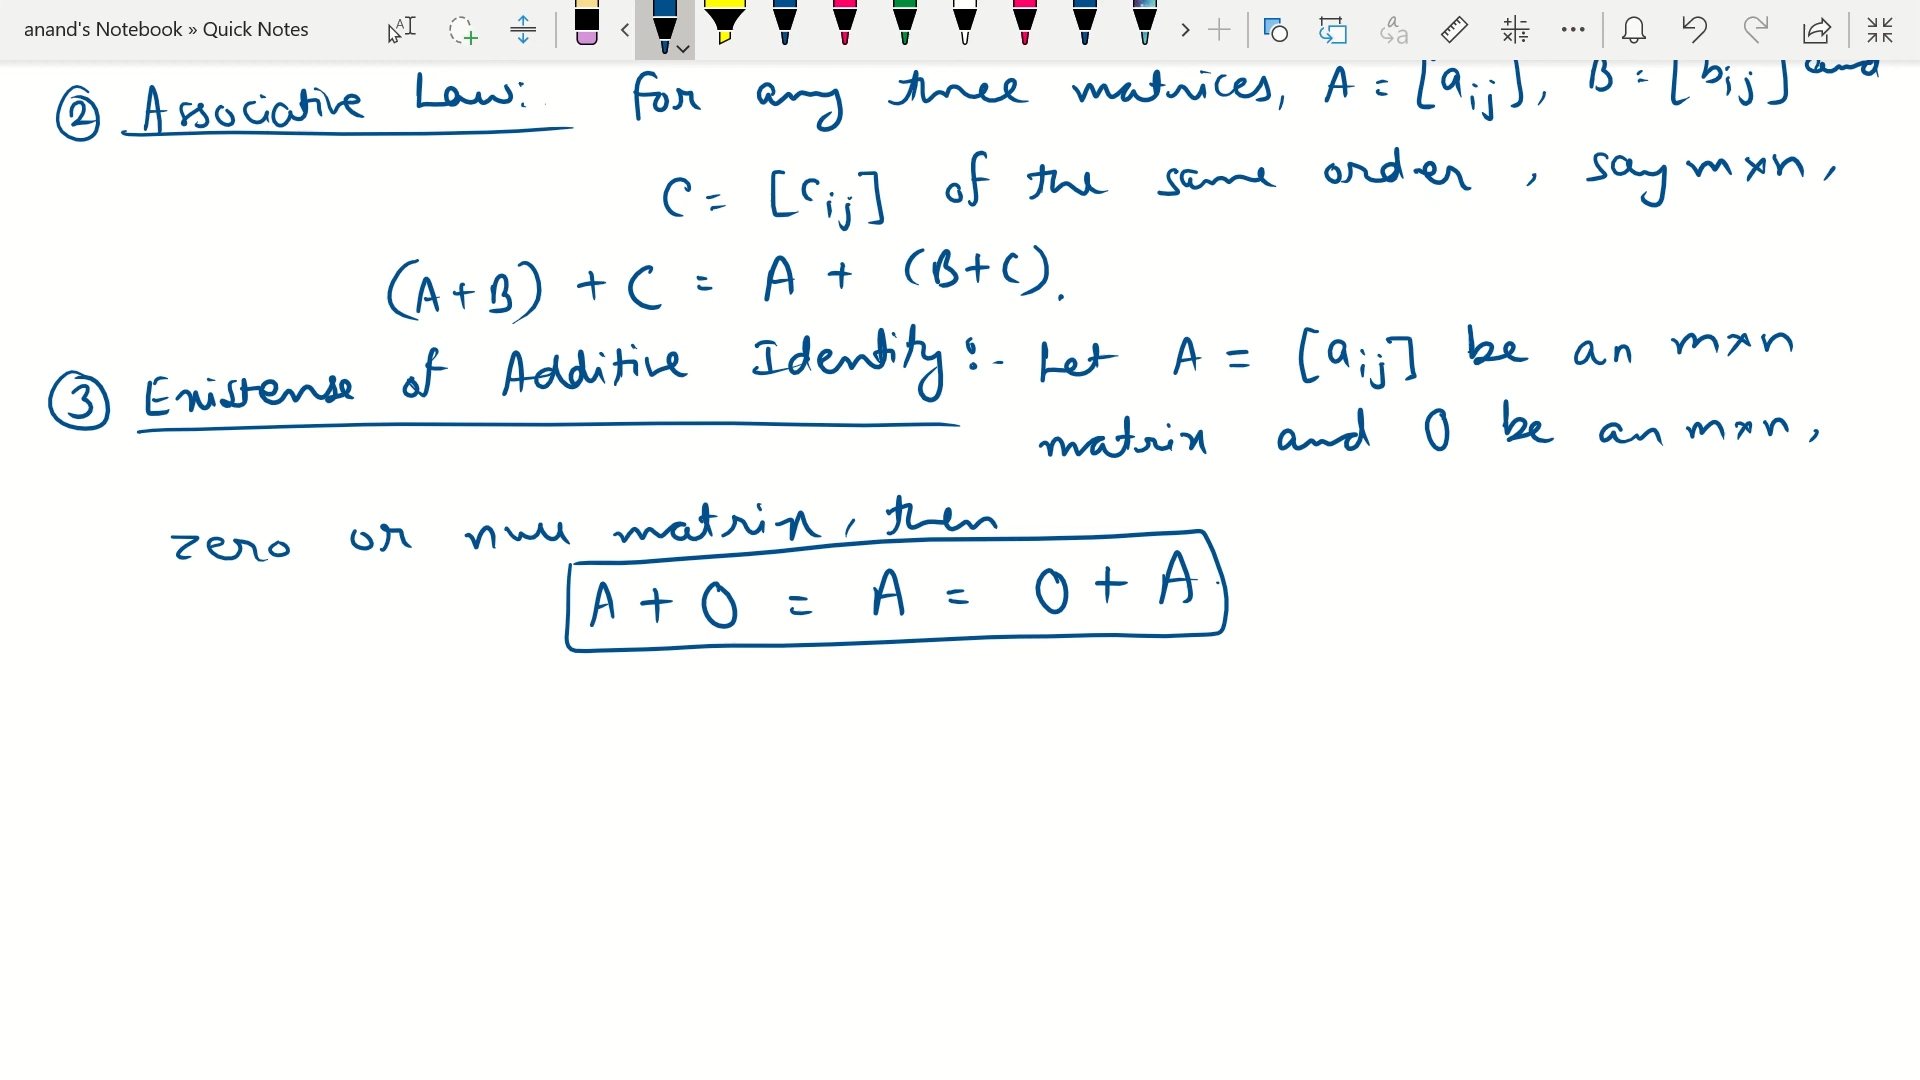 anand's Notebook » Quick Notes
② Associative Law: For any three matrices, A = [aij], B = [bij] and
C = [cij] of the same order, say m×n,
(A+B) + C = A + (B+C).
③ Existense of Additive Identity:- Let A = [aij] be an m×n
matrix and O be an m×n,
zero or null matrix, then
A + O = A = O + A.